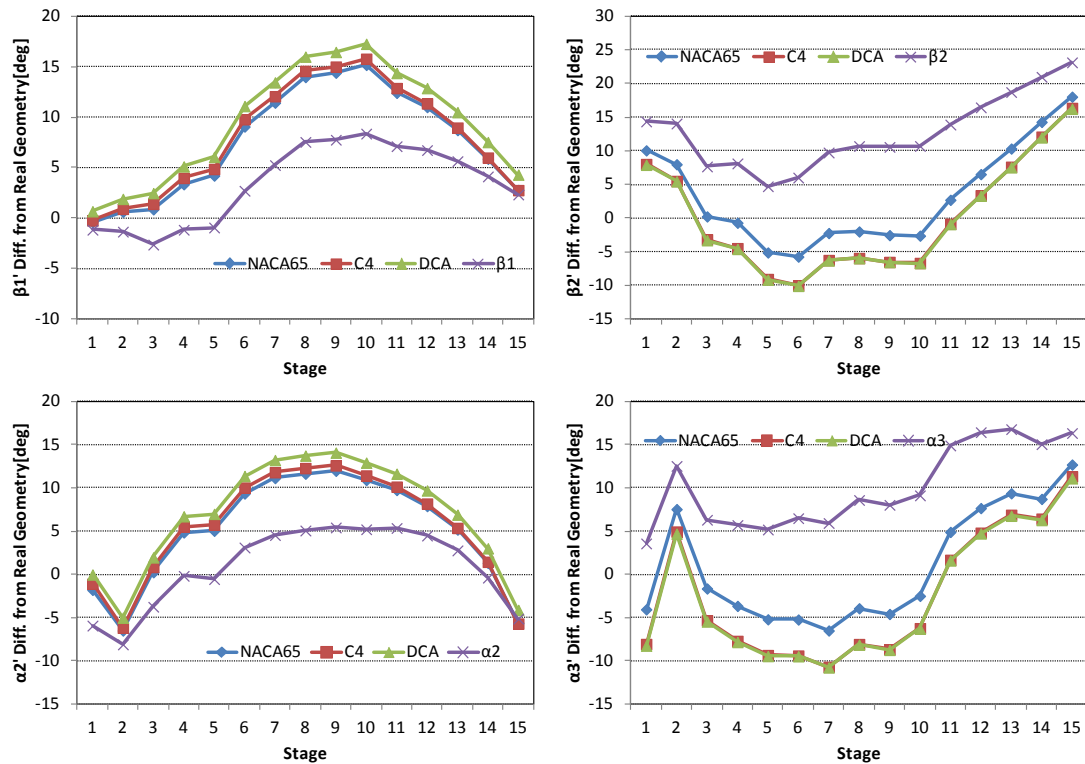 β1' Diff. from Real Geometry[deg]
20
15
10
5
0
-5
-10
NACA65 C4 DCA β1
1 2 3 4 5 6 7 8 9 10 11 12 13 14 15
Stage
β2' Diff. from Real Geometry[deg]
30
25
20
15
10
5
0
-5
-10
-15
NACA65 C4 DCA β2
1 2 3 4 5 6 7 8 9 10 11 12 13 14 15
Stage
α2' Diff. from Real Geometry[deg]
20
15
10
5
0
-5
-10
-15
NACA65 C4 DCA α2
1 2 3 4 5 6 7 8 9 10 11 12 13 14 15
Stage
α3' Diff. from Real Geometry[deg]
20
15
10
5
0
-5
-10
-15
NACA65 C4 DCA α3
1 2 3 4 5 6 7 8 9 10 11 12 13 14 15
Stage